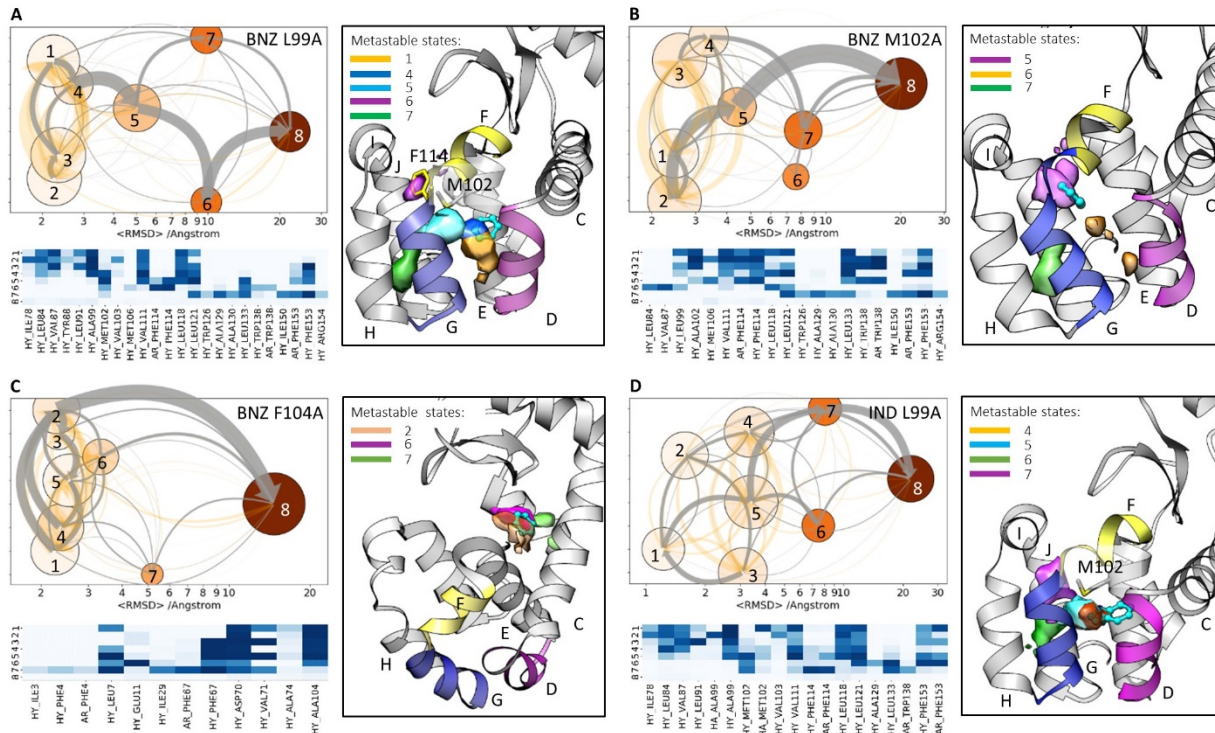 A
BNZ L99A
1
4
5
3
2
7
6
8
2 3 4 5 6 7 8 9 10 20 30
<RMSD> /Angstrom
87654321
HY_ILE78
HY_LEU84
HY_VAL87
HY_TYR88
HY_LEU91
HY_ALA99
HY_MET102
HY_VAL103
HY_MET106
HY_VAL111
AR_PHE114
HY_PHE114
HY_LEU118
HY_LEU121
HY_TRP126
HY_ALA129
HY_ALA130
HY_LEU133
HY_TRP138
AR_TRP138
HY_ILE150
AR_PHE153
HY_PHE153
HY_ARG154
Metastable states:
1
4
5
6
7
F
I
J
F114
M102
C
E
D
H
G
B
BNZ M102A
4
3
5
1
2
7
6
8
2 3 4 5 6 7 8 9 10 20 30
<RMSD> /Angstrom
87654321
HY_LEU84
HY_VAL87
HY_LEU99
HY_ALA102
HY_MET106
HY_VAL111
AR_PHE114
HY_PHE114
HY_LEU118
HY_LEU121
HY_TRP126
HY_ALA129
HY_ALA130
HY_LEU133
HY_TRP138
AR_TRP138
HY_ILE150
AR_PHE153
HY_PHE153
HY_ARG154
Metastable states:
5
6
7
F
I
C
E
D
H
G
C
BNZ F104A
2
3
6
5
4
1
7
8
2 3 4 5 6 7 8 9 10 20
<RMSD> /Angstrom
87654321
HY_ILE3
HY_PHE4
AR_PHE4
HY_LEU7
HY_GLU11
HY_ILE29
AR_PHE67
HY_PHE67
HY_ASP70
HY_VAL71
HY_ALA74
HY_ALA104
Metastable states:
2
6
7
F
E
C
H
G
D
D
IND L99A
7
4
2
5
6
1
3
8
1 2 3 4 5 6 7 8 9 10 20 30
<RMSD> /Angstrom
87654321
HY_ILE78
HY_LEU84
HY_VAL87
HY_LEU91
HA_ALA99
HY_ALA99
HY_MET102
HA_MET102
HY_VAL103
HY_VAL111
HY_PHE114
AR_PHE114
HY_LEU118
HY_LEU121
HY_ALA129
HY_LEU133
AR_TRP138
HY_PHE153
AR_PHE153
Metastable states:
4
5
6
7
F
I
J
M102
C
E
G
D
H